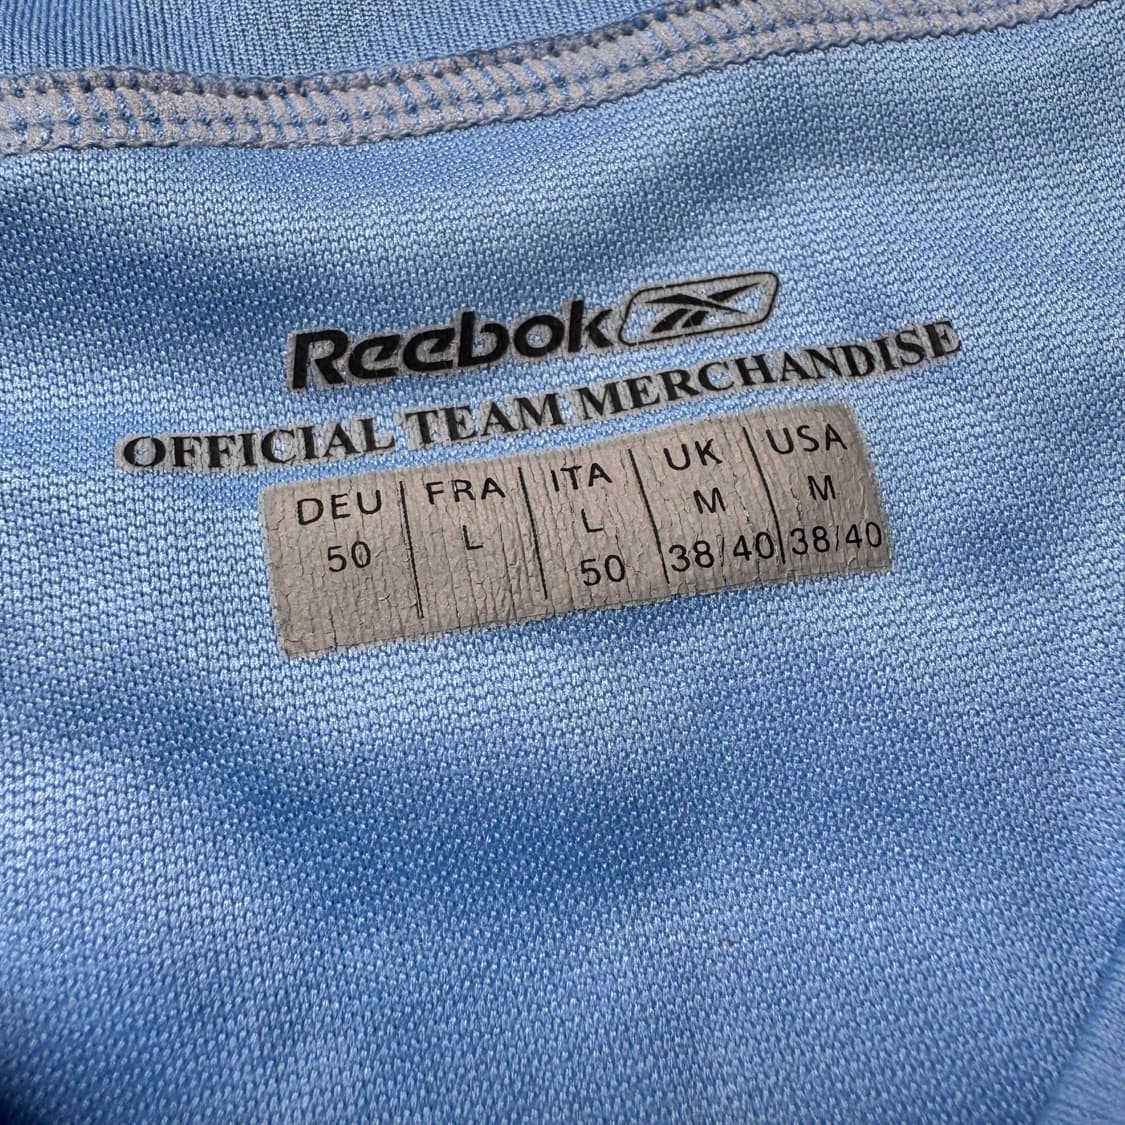 Reebok
OFFICIAL TEAM MERCHANDISE
DEU FRA ITA UK USA
50 L L M M
50 38/40 38/40